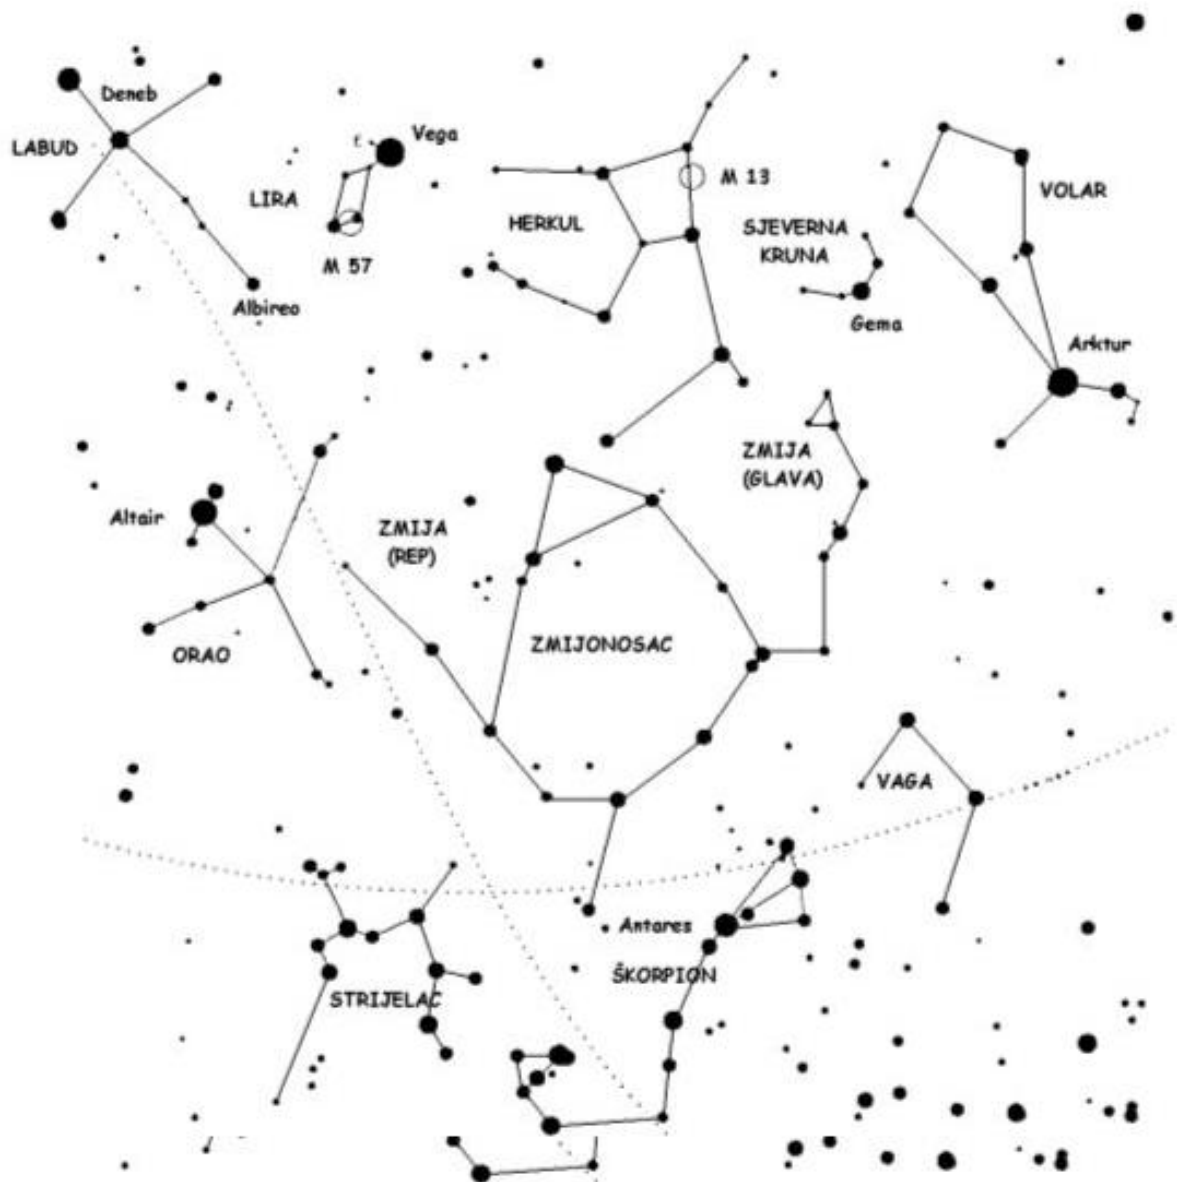 Deneb
LABUD
Vega
LIRA
M 57
Albireo
HERKUL
M 13
SJEVERNA
KRUNA
Gema
VOLAR
Arktur
ZMIJA
(GLAVA)
Altair
ZMIJA
(REP)
ORAO
ZMIJONOSAC
VAGA
Antares
ŠKORPION
STRIJELAC